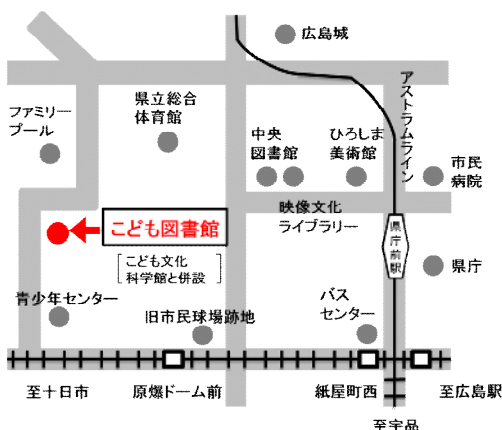 広島城
ファミリー
プール
県立総合
体育館
アストラムライン
中央
図書館
ひろしま
美術館
市民
病院
映像文化
ライブラリー
こども図書館
こども文化
科学館と併設
県庁前駅
県庁
青少年センター
旧市民球場跡地
バス
センター
至十日市
原爆ドーム前
紙屋町西
至広島駅
至宇品